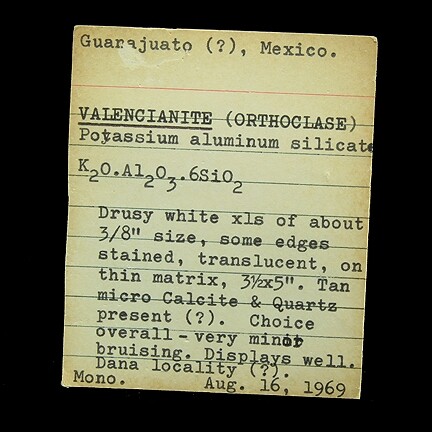 Guanajuato (?), Mexico.
VALENCIANITE (ORTHOCLASE)
Potassium aluminum silicate
K2O.Al2O3.6SiO2
Drusy white xls of about
3/8" size, some edges
stained, translucent, on
thin matrix, 3½x5". Tan
micro Calcite & Quartz
present (?). Choice
overall - very minor
bruising. Displays well.
Dana locality (?).
Mono. Aug. 16, 1969